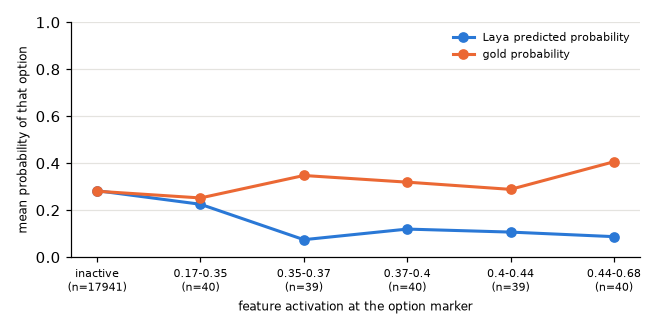 1.0
0.8
0.6
0.4
0.2
0.0
mean probability of that option
Laya predicted probability
gold probability
inactive
(n=17941)
0.17-0.35
(n=40)
0.35-0.37
(n=39)
0.37-0.4
(n=40)
0.4-0.44
(n=39)
0.44-0.68
(n=40)
feature activation at the option marker